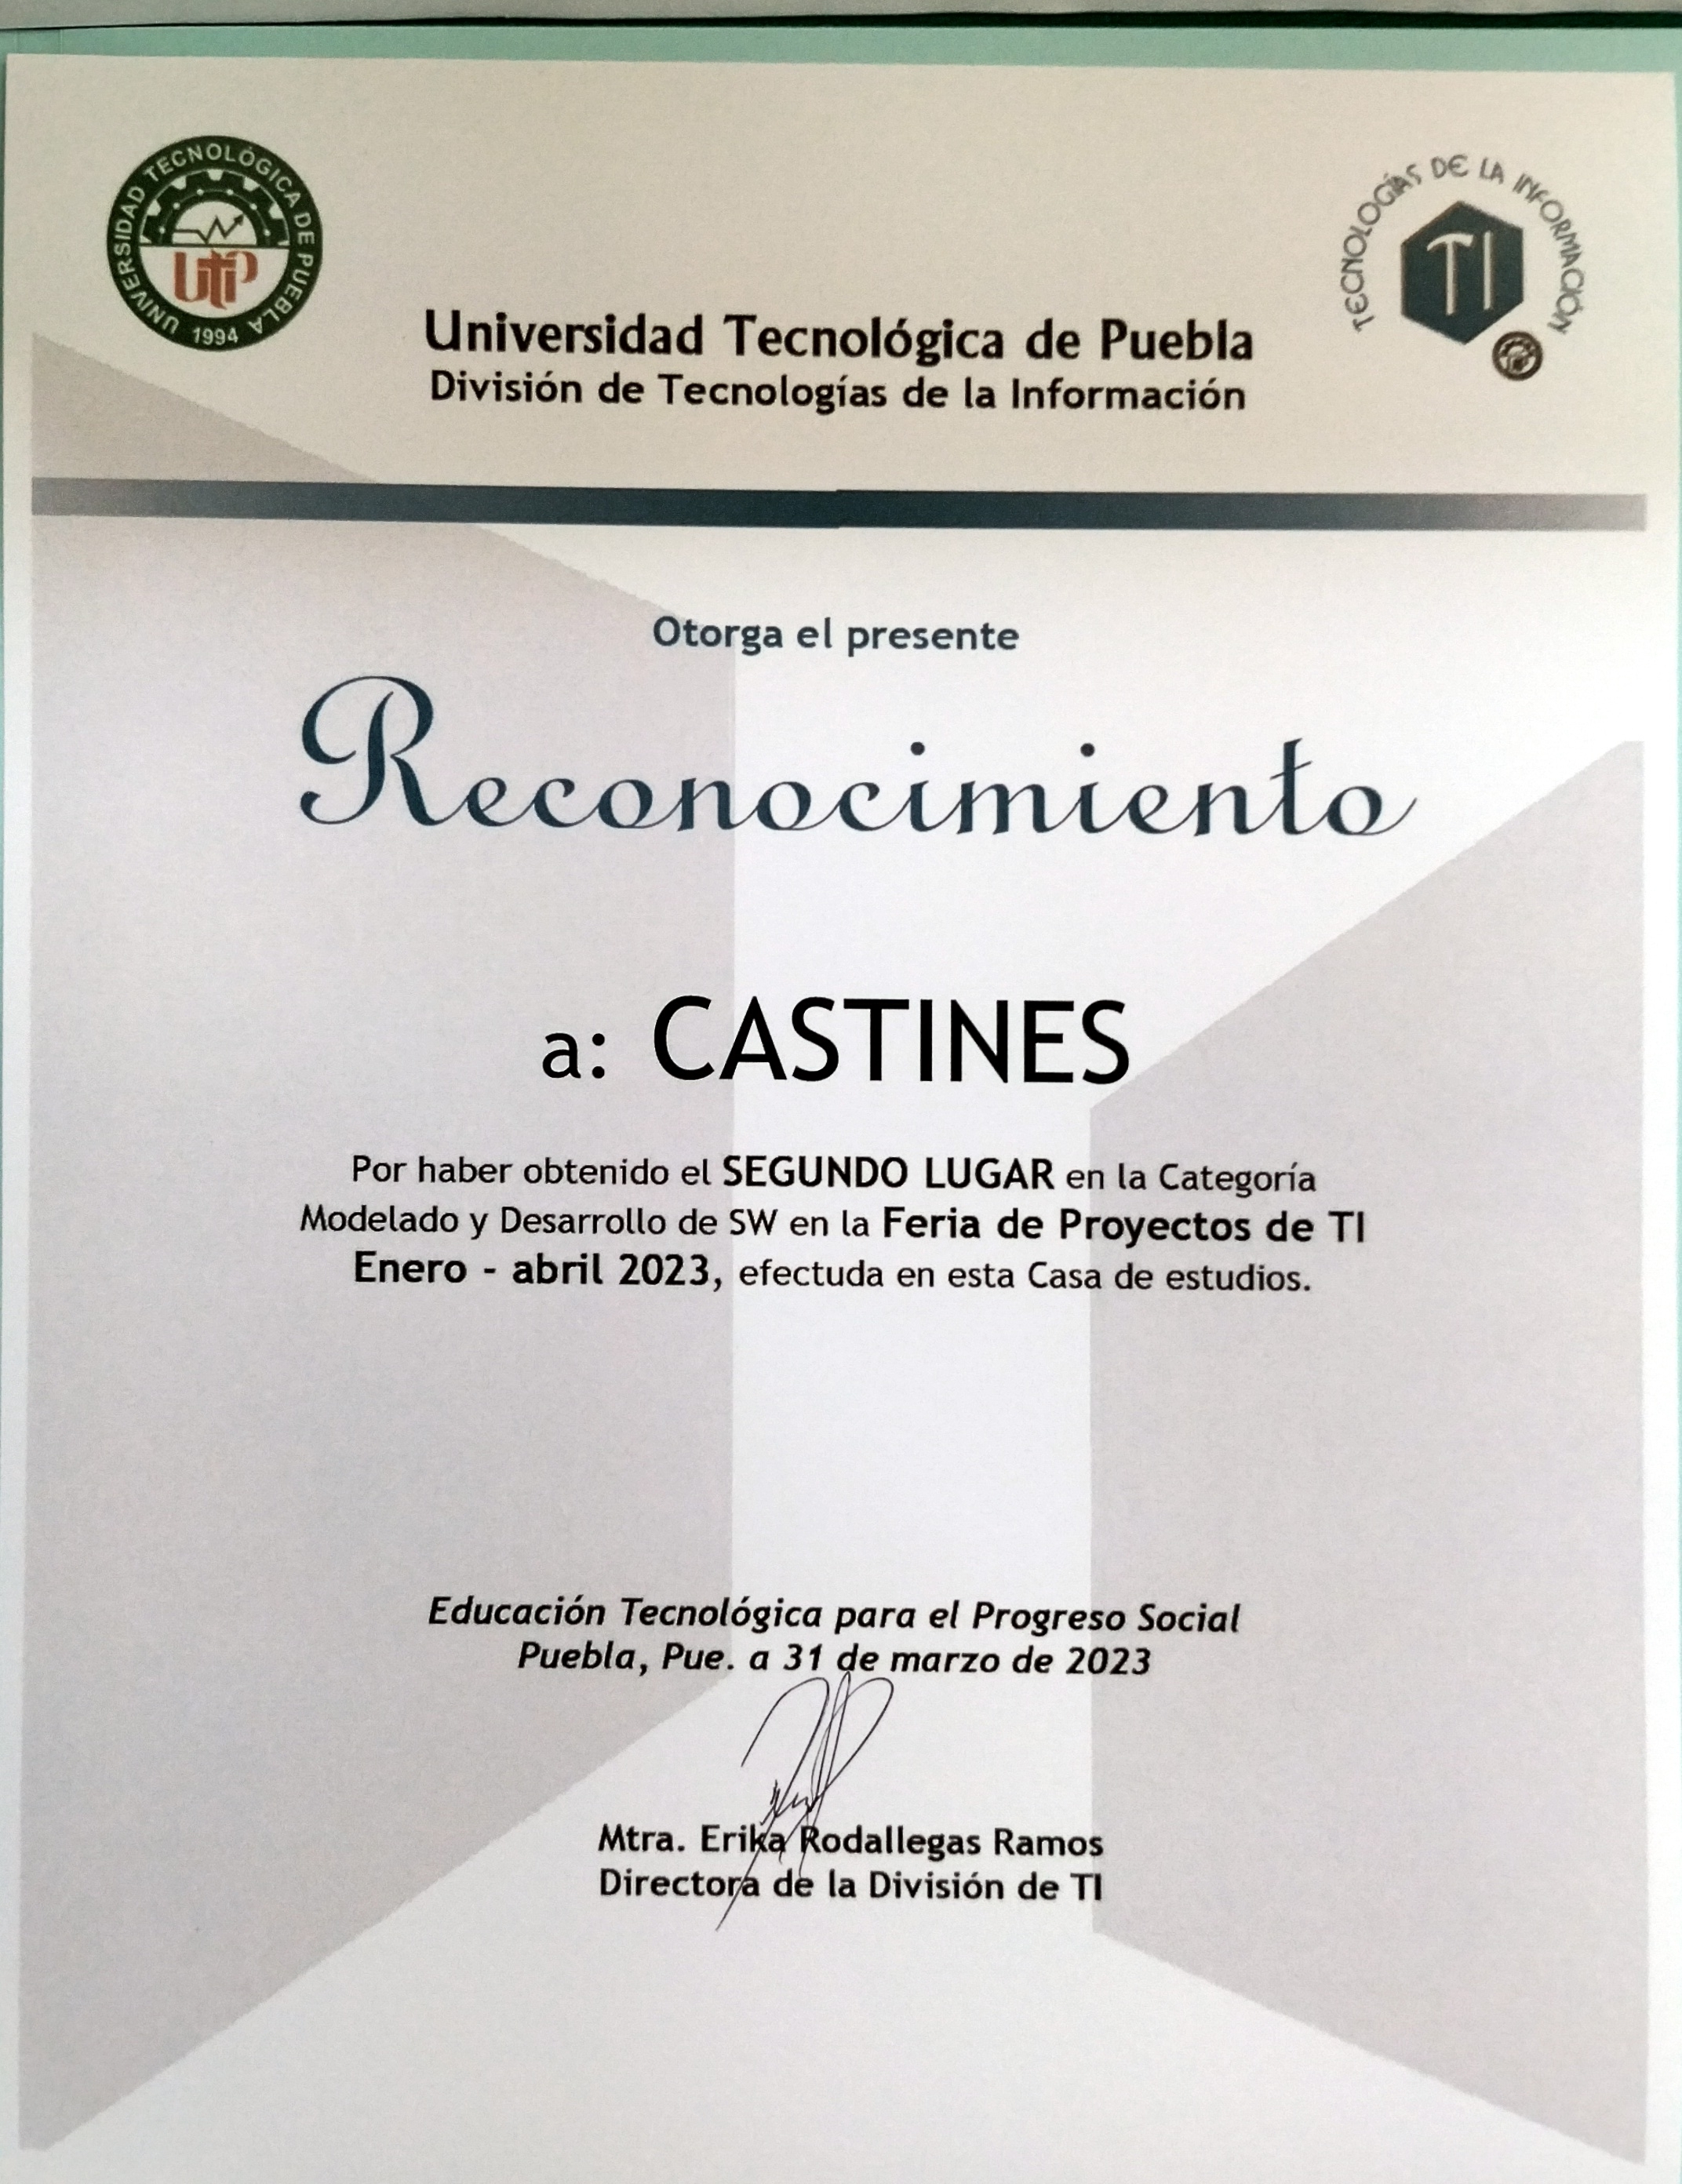 UNIVERSIDAD TECNOLÓGICA DE PUEBLA
UTP
1994
TECNOLOGÍAS DE LA INFORMACIÓN
TI
Universidad Tecnológica de Puebla
División de Tecnologías de la Información
Otorga el presente
Reconocimiento
a: CASTINES
Por haber obtenido el SEGUNDO LUGAR en la Categoría
Modelado y Desarrollo de SW en la Feria de Proyectos de TI
Enero - abril 2023, efectuda en esta Casa de estudios.
Educación Tecnológica para el Progreso Social
Puebla, Pue. a 31 de marzo de 2023
Mtra. Erika Rodallegas Ramos
Directora de la División de TI